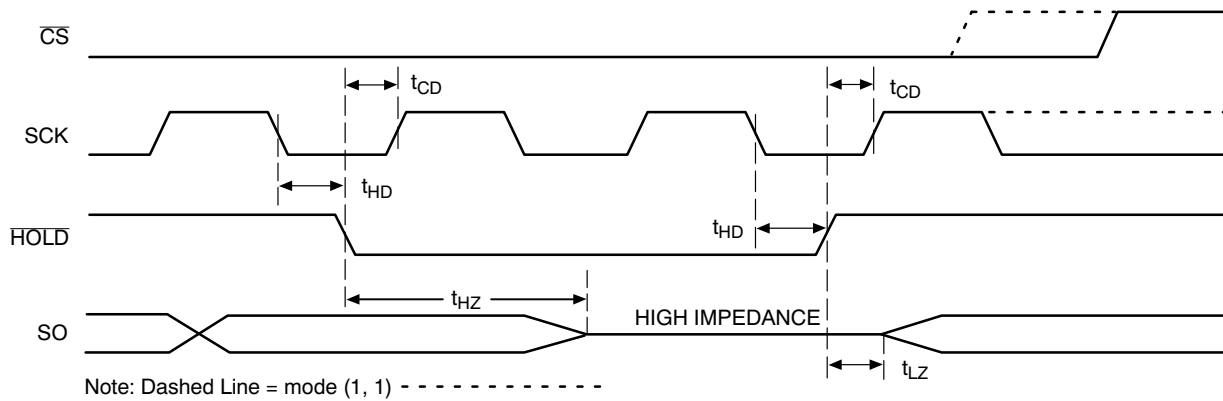 CS
tCD
tCD
SCK
tHD
tHD
HOLD
tHZ
HIGH IMPEDANCE
SO
tLZ
Note: Dashed Line = mode (1, 1) - - - - - - - - - - - - -